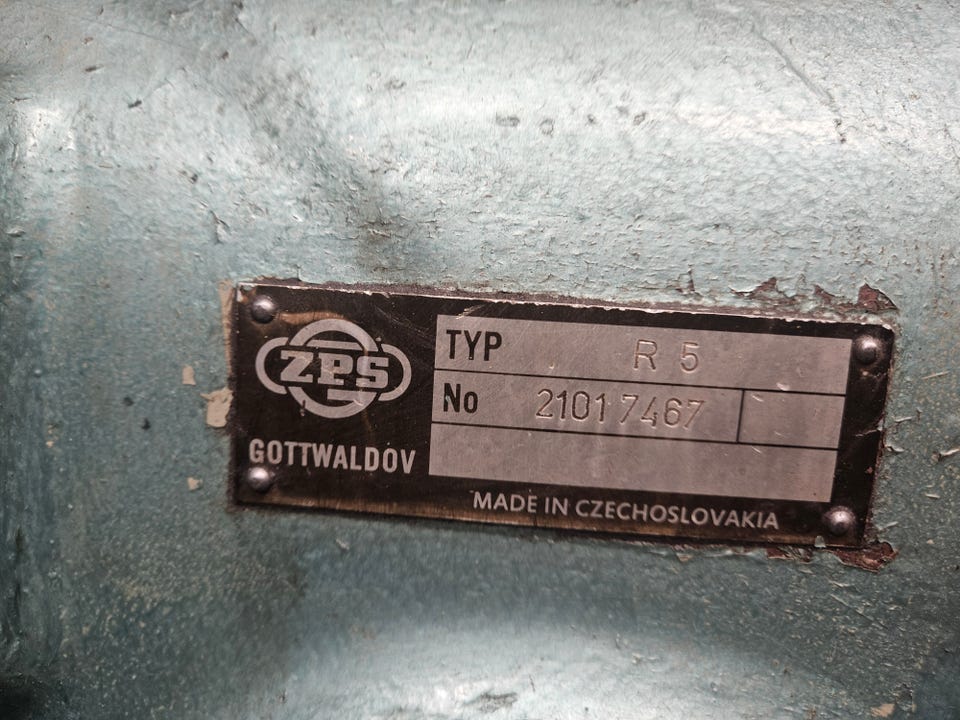 ZPS
GOTTWALDOV
TYP R 5
No 21017467
MADE IN CZECHOSLOVAKIA